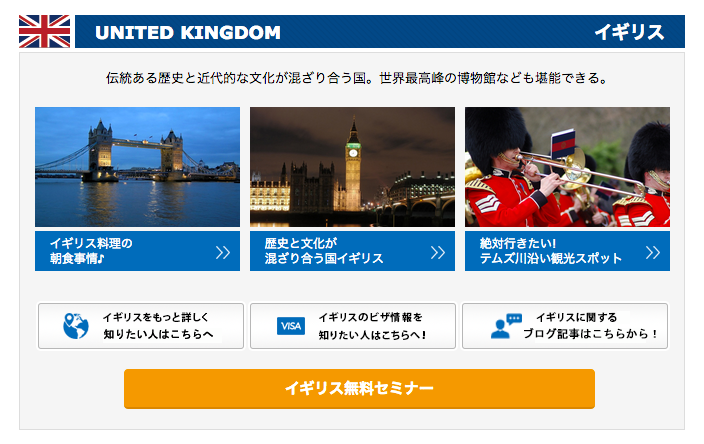 UNITED KINGDOM
イギリス
伝統ある歴史と近代的な文化が混ざり合う国。世界最高峰の博物館なども堪能できる。
イギリス料理の
朝食事情♪
歴史と文化が
混ざり合う国イギリス
絶対行きたい!
テムズ川沿い観光スポット
イギリスをもっと詳しく
知りたい人はこちらへ
VISA
イギリスのビザ情報を
知りたい人はこちらへ!
イギリスに関する
ブログ記事はこちらから！
イギリス無料セミナー